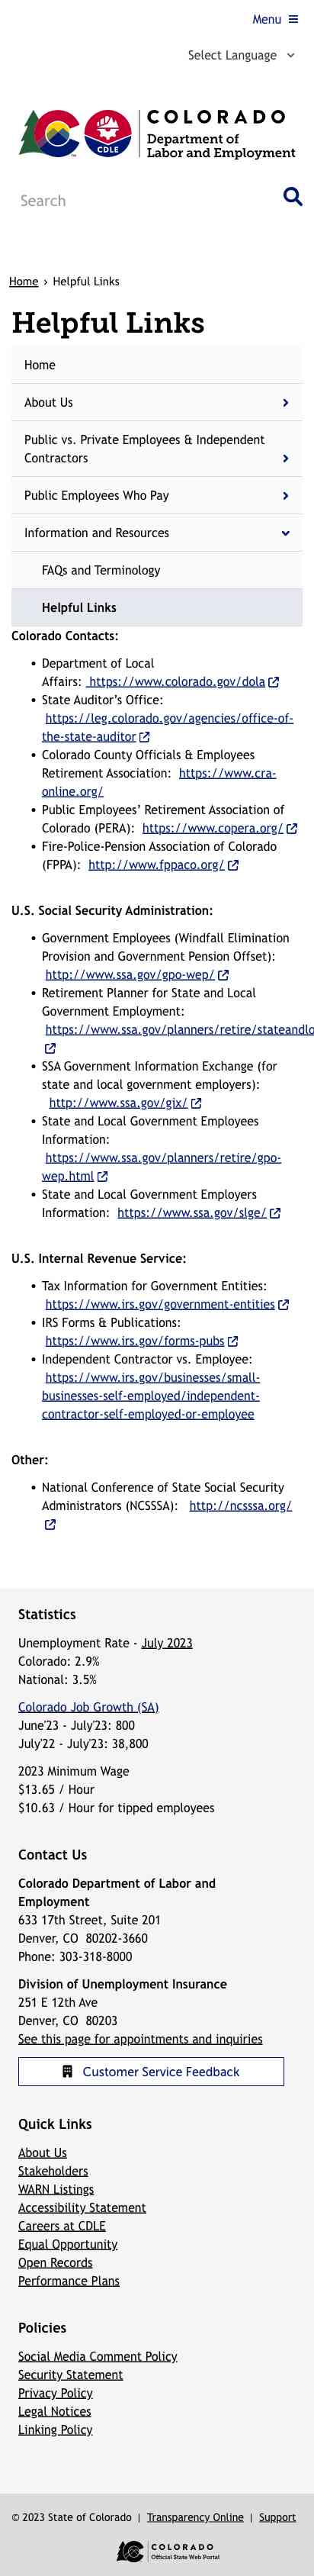 Menu
Select Language
COLORADO
CDLE
Department of
Labor and Employment
Search
Home › Helpful Links
Helpful Links
Home
About Us
Public vs. Private Employees & Independent
Contractors
Public Employees Who Pay
Information and Resources
FAQs and Terminology
Helpful Links
Colorado Contacts:
• Department of Local
Affairs:  https://www.colorado.gov/dola
• State Auditor's Office:
https://leg.colorado.gov/agencies/office-of-
the-state-auditor
• Colorado County Officials & Employees
Retirement Association:  https://www.cra-
online.org/
• Public Employees' Retirement Association of
Colorado (PERA):  https://www.copera.org/
• Fire-Police-Pension Association of Colorado
(FPPA):  http://www.fppaco.org/
U.S. Social Security Administration:
• Government Employees (Windfall Elimination
Provision and Government Pension Offset):
http://www.ssa.gov/gpo-wep/
• Retirement Planner for State and Local
Government Employment:
https://www.ssa.gov/planners/retire/stateandlo
• SSA Government Information Exchange (for
state and local government employers):
http://www.ssa.gov/gix/
• State and Local Government Employees
Information:
https://www.ssa.gov/planners/retire/gpo-
wep.html
• State and Local Government Employers
Information:  https://www.ssa.gov/slge/
U.S. Internal Revenue Service:
• Tax Information for Government Entities:
https://www.irs.gov/government-entities
• IRS Forms & Publications:
https://www.irs.gov/forms-pubs
• Independent Contractor vs. Employee:
https://www.irs.gov/businesses/small-
businesses-self-employed/independent-
contractor-self-employed-or-employee
Other:
• National Conference of State Social Security
Administrators (NCSSSA):   http://ncsssa.org/
Statistics
Unemployment Rate - July 2023
Colorado: 2.9%
National: 3.5%
Colorado Job Growth (SA)
June'23 - July'23: 800
July'22 - July'23: 38,800
2023 Minimum Wage
$13.65 / Hour
$10.63 / Hour for tipped employees
Contact Us
Colorado Department of Labor and
Employment
633 17th Street, Suite 201
Denver, CO  80202-3660
Phone: 303-318-8000
Division of Unemployment Insurance
251 E 12th Ave
Denver, CO  80203
See this page for appointments and inquiries
Customer Service Feedback
Quick Links
About Us
Stakeholders
WARN Listings
Accessibility Statement
Careers at CDLE
Equal Opportunity
Open Records
Performance Plans
Policies
Social Media Comment Policy
Security Statement
Privacy Policy
Legal Notices
Linking Policy
© 2023 State of Colorado | Transparency Online | Support
COLORADO
Official State Web Portal